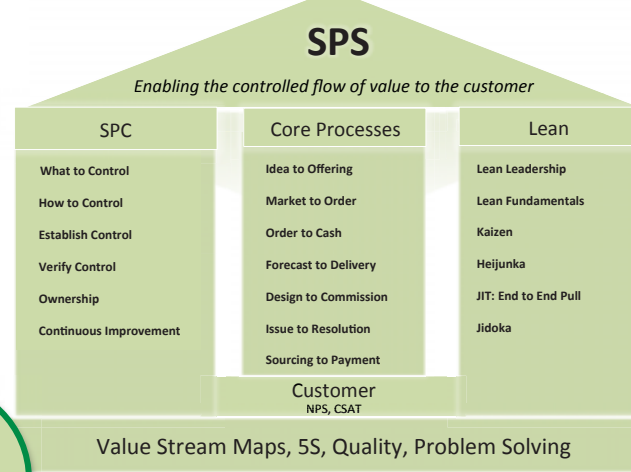 SPS
Enabling the controlled flow of value to the customer
SPC
What to Control
How to Control
Establish Control
Verify Control
Ownership
Continuous Improvement
Core Processes
Idea to Offering
Market to Order
Order to Cash
Forecast to Delivery
Design to Commission
Issue to Resolution
Sourcing to Payment
Lean
Lean Leadership
Lean Fundamentals
Kaizen
Heijunka
JIT: End to End Pull
Jidoka
Customer
NPS, CSAT
Value Stream Maps, 5S, Quality, Problem Solving